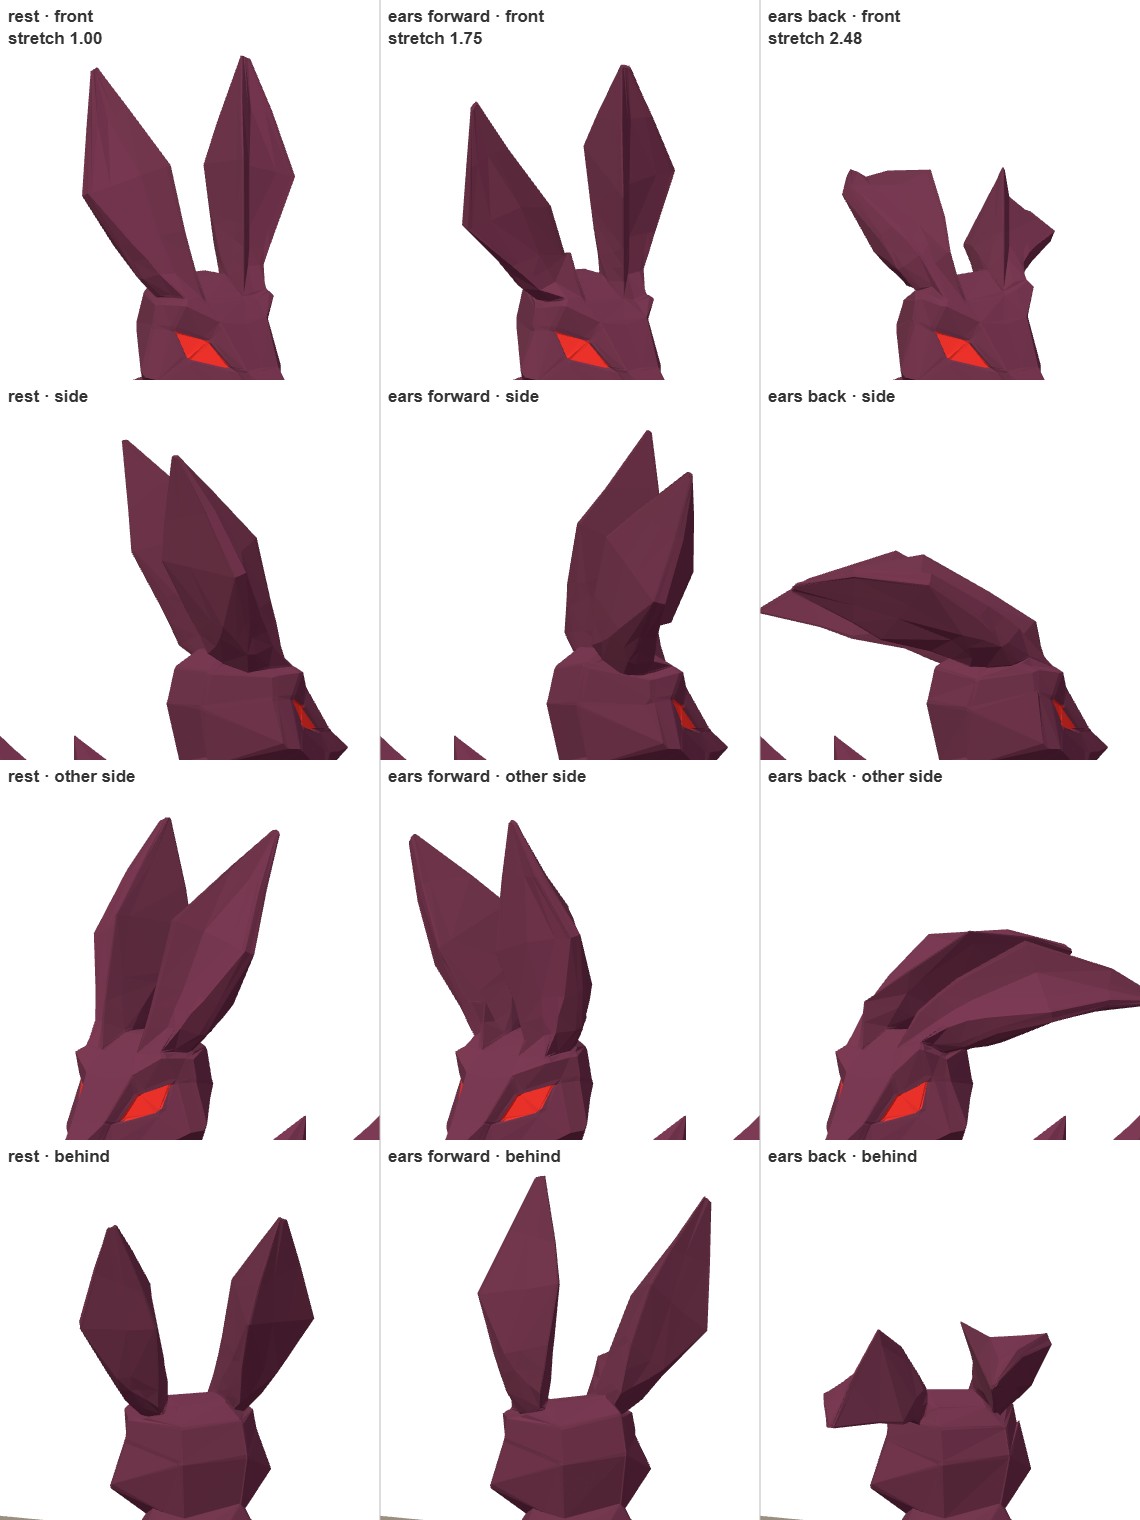 rest · front
stretch 1.00
ears forward · front
stretch 1.75
ears back · front
stretch 2.48
rest · side
ears forward · side
ears back · side
rest · other side
ears forward · other side
ears back · other side
rest · behind
ears forward · behind
ears back · behind